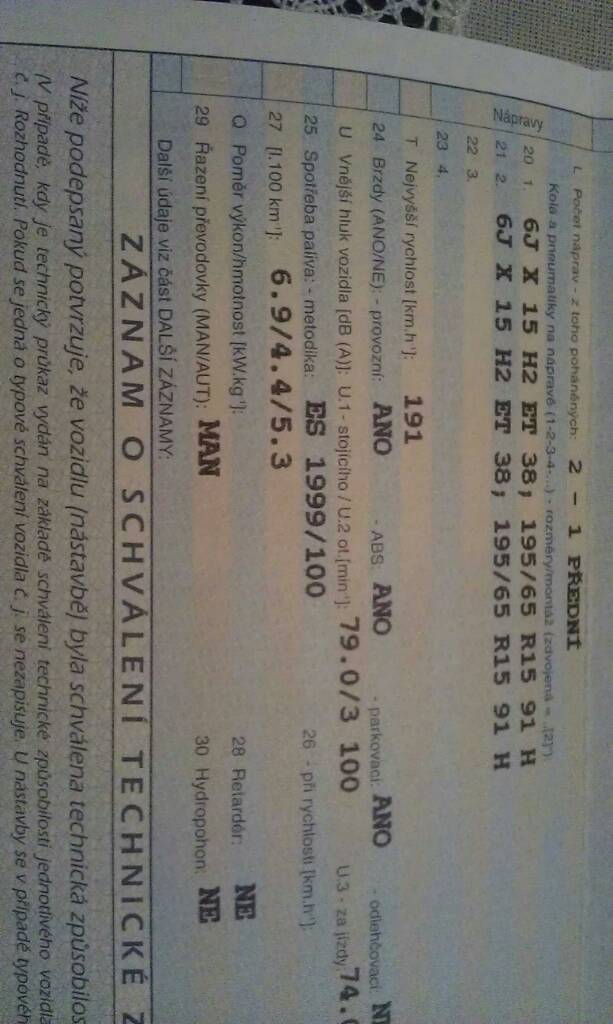 L Počet náprav - z toho poháněných: 2 - 1 PŘEDNÍ
Kola a pneumatiky na nápravě (1-2-3-4-...) - rozměry/montáž (zdvojená = „[2]“):
Nápravy
20 1. 6J X 15 H2 ET 38, 195/65 R15 91 H
21 2. 6J X 15 H2 ET 38, 195/65 R15 91 H
22 3.
23 4.
T Nejvyšší rychlost [km.h⁻¹]: 191
24 Brzdy (ANO/NE): - provozní: ANO - ABS: ANO - parkovací: ANO - odlehčovací:
U Vnější hluk vozidla [dB (A)]: U.1 - stojícího / U.2 ot.[min⁻¹]: 79.0/3 100 U.3 - za jízdy: 74.
25 Spotřeba paliva: - metodika: ES 1999/100 26 - při rychlosti [km.h⁻¹]:
27 [l.100 km⁻¹]: 6.9/4.4/5.3
Q Poměr výkon/hmotnost [kW.kg⁻¹]: 28 Retardér: NE
29 Řazení převodovky (MAN/AUT): MAN 30 Hydropohon: NE
Další údaje viz část DALŠÍ ZÁZNAMY:
ZÁZNAM O SCHVÁLENÍ TECHNICKÉ Z
Níže podepsaný potvrzuje, že vozidlu (nástavbě) byla schválena technická způsobilos
(V případě, kdy je technický průkaz vydán na základě schválení technické způsobilosti jednotlivého vozidla
č. j. Rozhodnutí. Pokud se jedná o typové schválení vozidla č. j. se nezapisuje. U nástavby se v případě typovéh